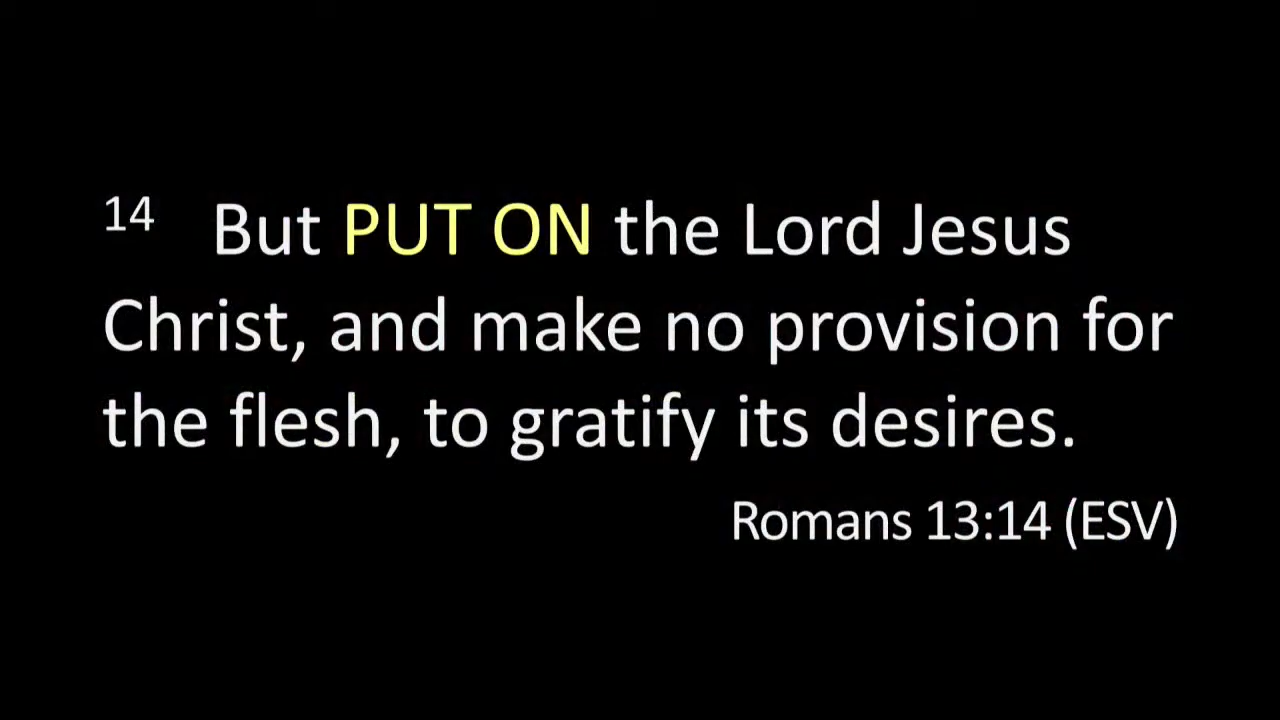 14 But PUT ON the Lord Jesus
Christ, and make no provision for
the flesh, to gratify its desires.
Romans 13:14 (ESV)